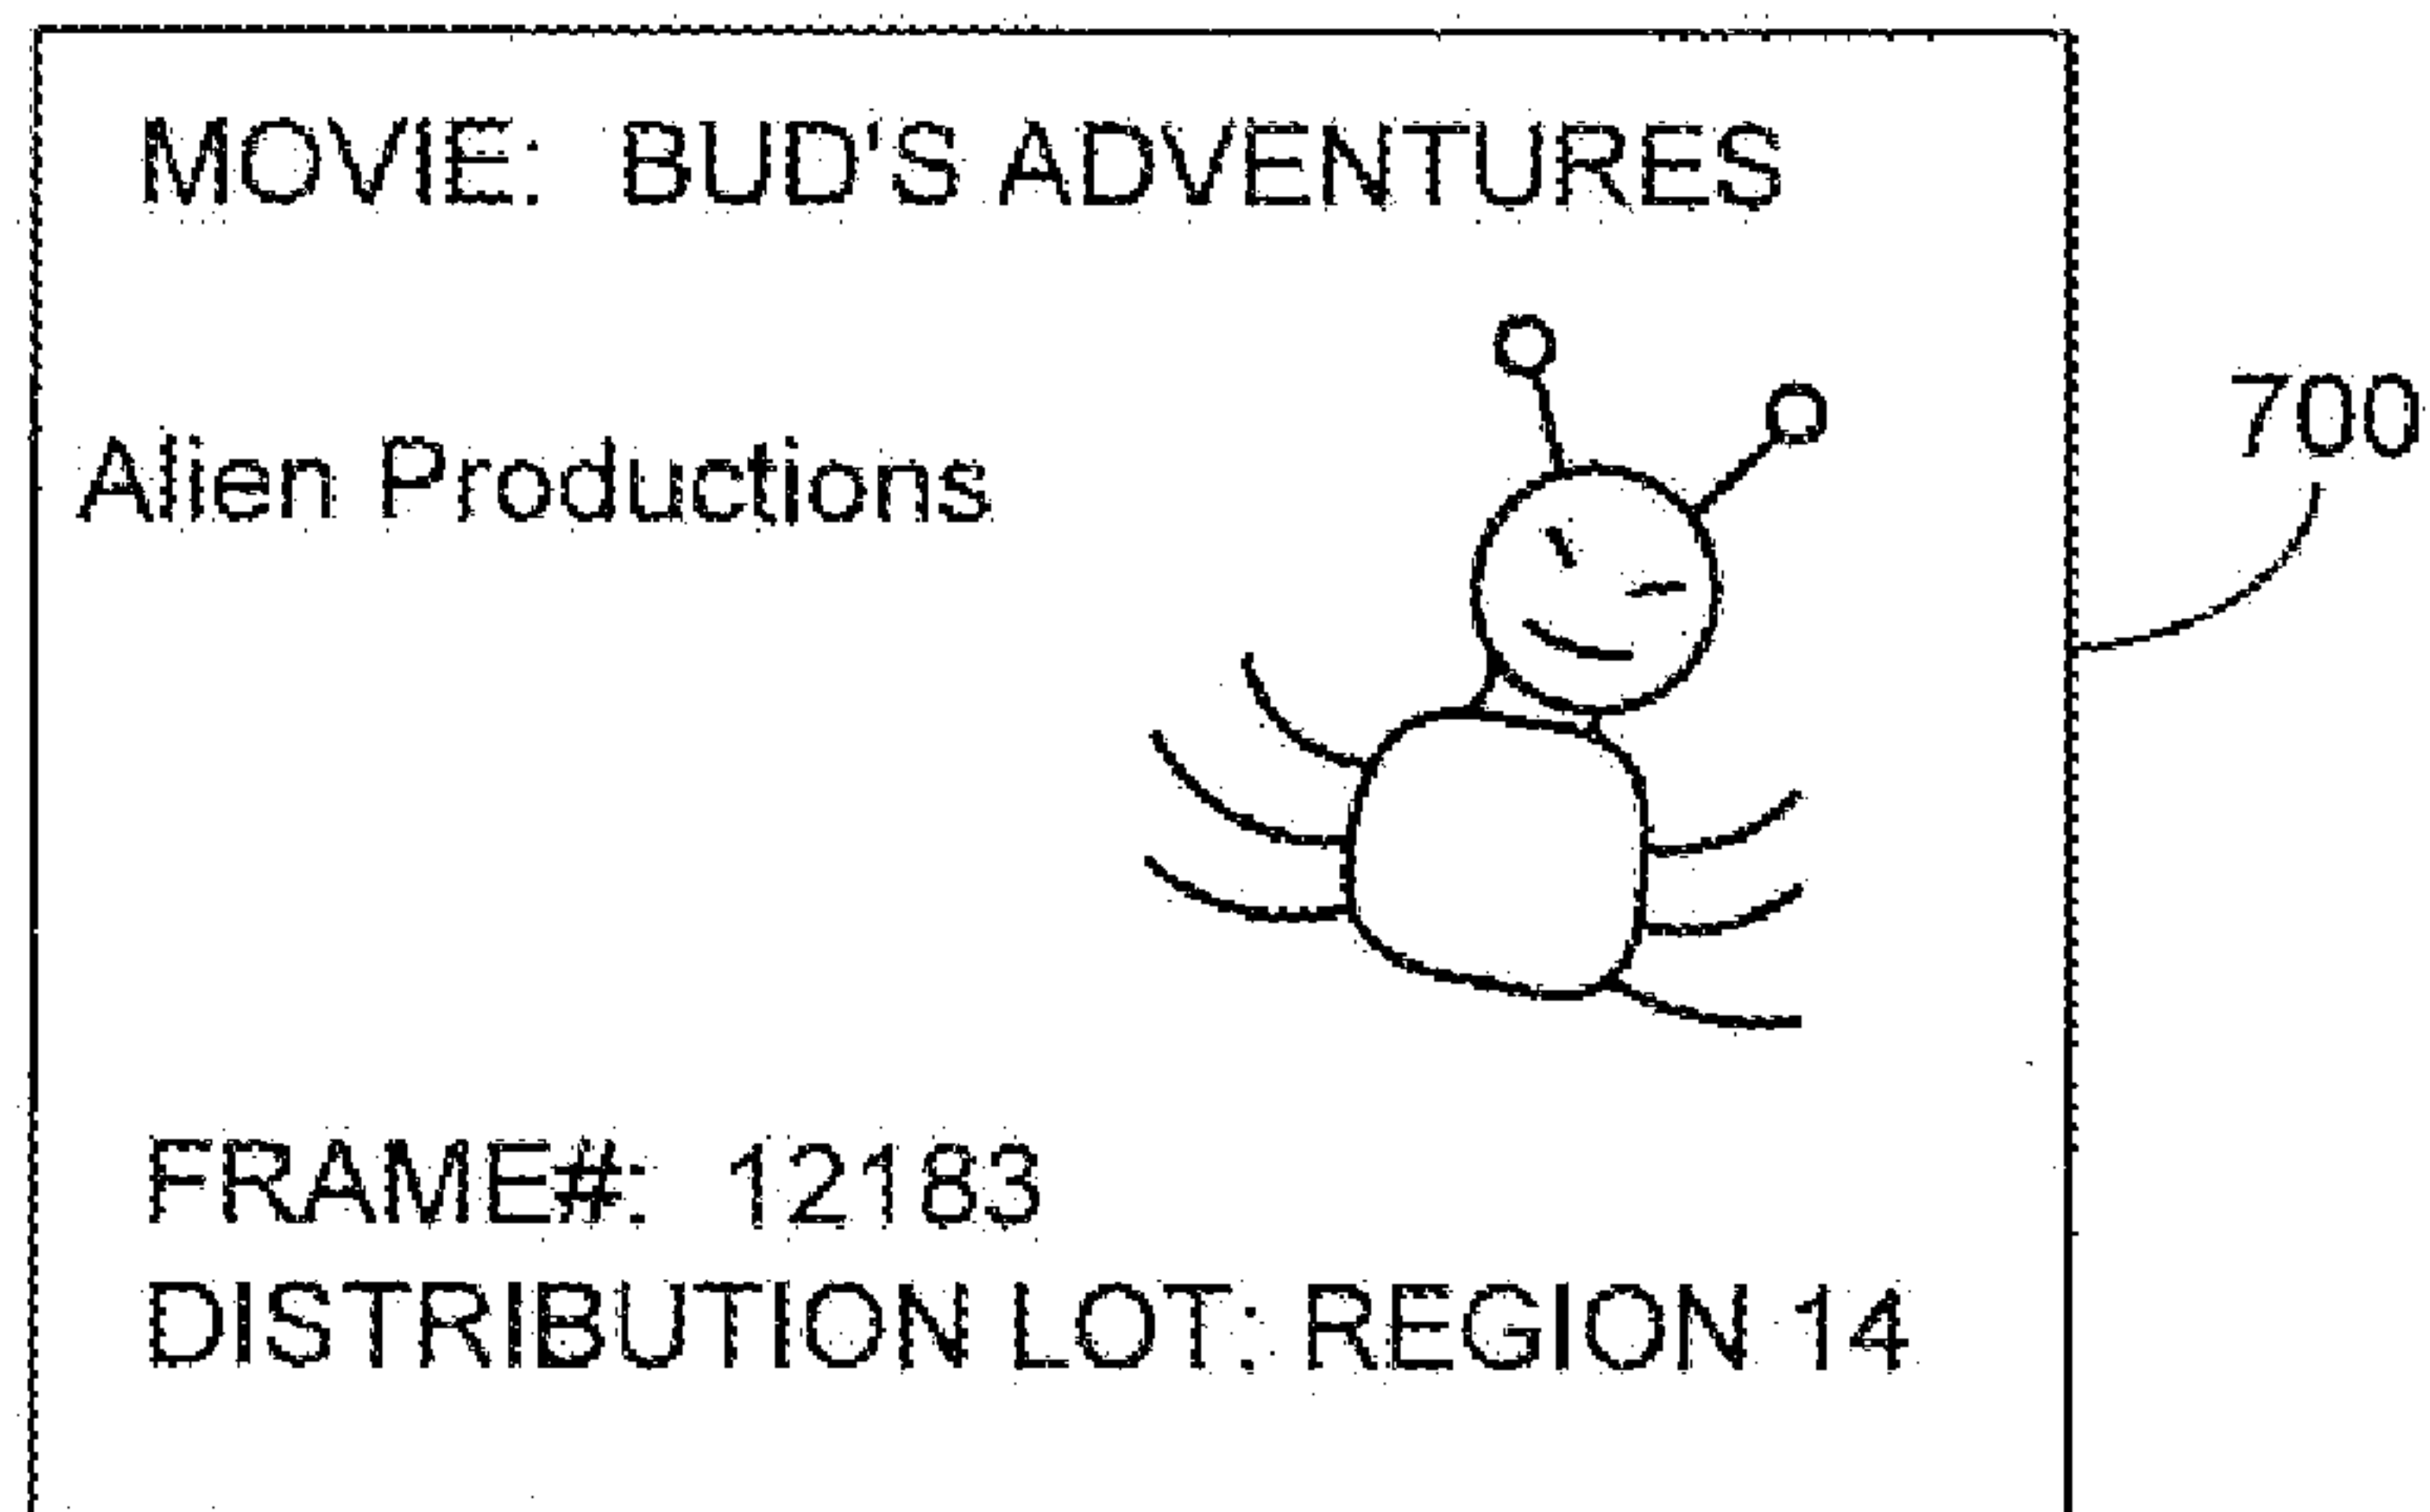 MOVIE: BUD'S ADVENTURES
Alien Productions
700
FRAME#: 12183
DISTRIBUTION LOT: REGION 14